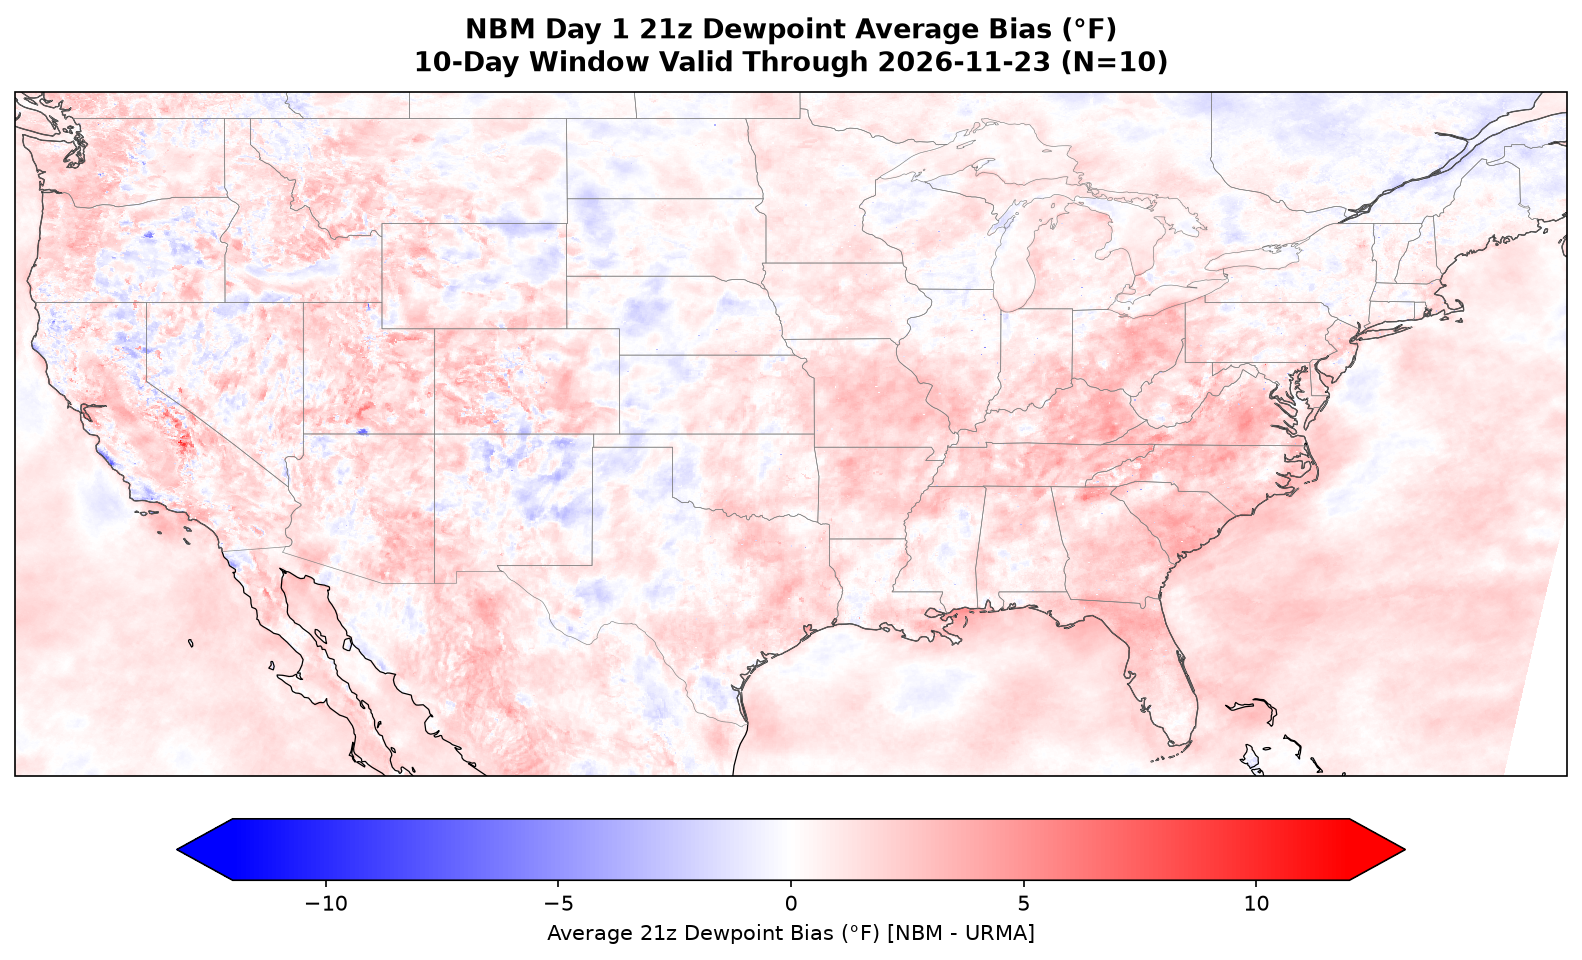 NBM Day 1 21z Dewpoint Average Bias (°F)
10-Day Window Valid Through 2026-11-23 (N=10)
−10 −5 0 5 10
Average 21z Dewpoint Bias (°F) [NBM - URMA]